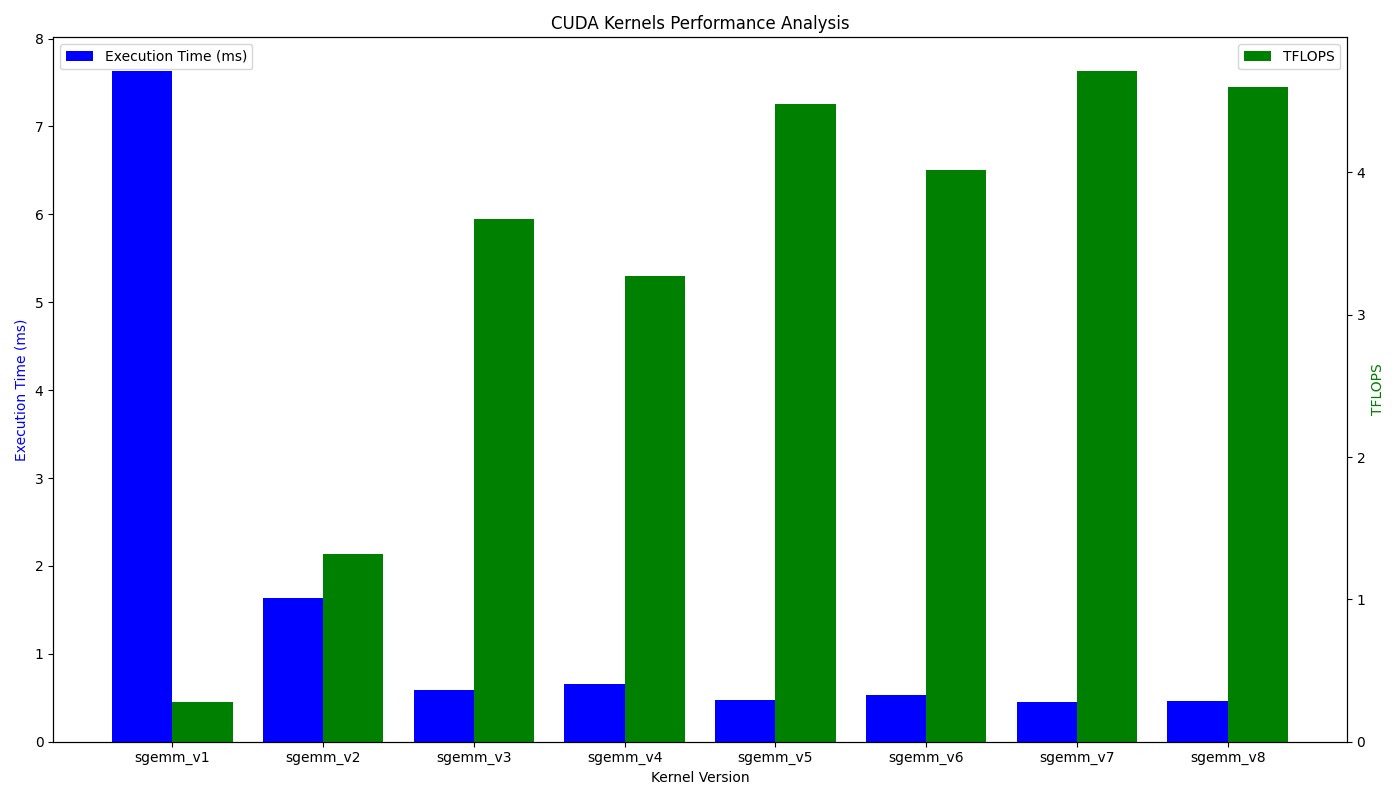 CUDA Kernels Performance Analysis
Execution Time (ms)
TFLOPS
8
7
6
5
4
3
2
1
0
Execution Time (ms)
4
3
2
1
0
TFLOPS
sgemm_v1 sgemm_v2 sgemm_v3 sgemm_v4 sgemm_v5 sgemm_v6 sgemm_v7 sgemm_v8
Kernel Version